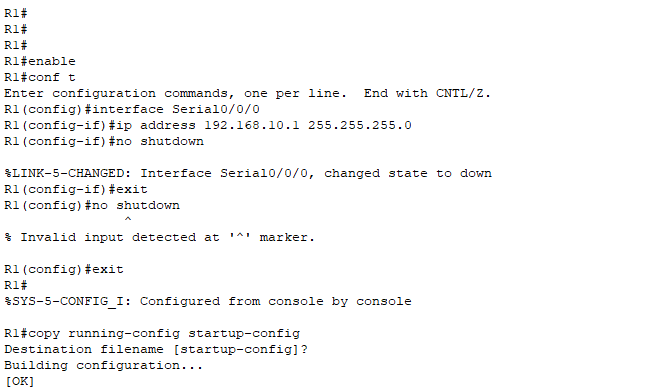 R1#
R1#
R1#
R1#enable
R1#conf t
Enter configuration commands, one per line.  End with CNTL/Z.
R1(config)#interface Serial0/0/0
R1(config-if)#ip address 192.168.10.1 255.255.255.0
R1(config-if)#no shutdown
%LINK-5-CHANGED: Interface Serial0/0/0, changed state to down
R1(config-if)#exit
R1(config)#no shutdown
^
% Invalid input detected at '^' marker.
R1(config)#exit
R1#
%SYS-5-CONFIG_I: Configured from console by console
R1#copy running-config startup-config
Destination filename [startup-config]?
Building configuration...
[OK]